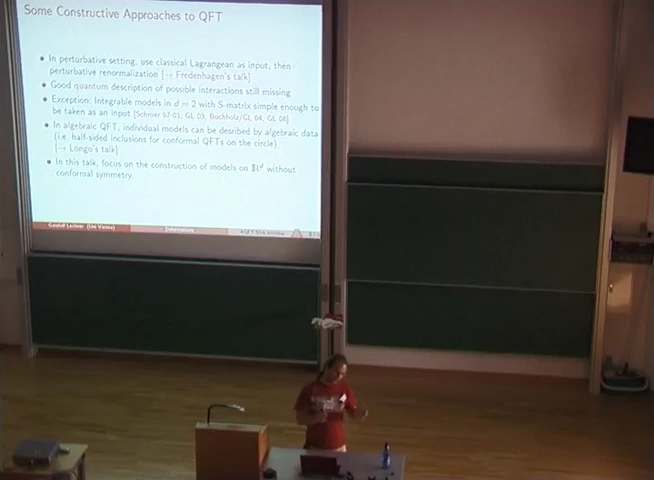 Some Constructive Approaches to QFT
• In perturbative setting, use classical Lagrangean as input, then
perturbative renormalization [→ Fredenhagen's talk]
• Good quantum description of possible interactions still missing
• Exception: Integrable models in d = 2 with S-matrix simple enough to
be taken as an input [Schroer 97-01, GL 03, Buchholz/GL 04, GL 08]
• In algebraic QFT, individual models can be desribed by algebraic data
(i.e. half-sided inclusions for conformal QFTs on the circle)
[→ Longo's talk]
• In this talk, focus on the construction of models on ℝᵈ without
conformal symmetry.
Gandalf Lechner (Uni Vienna) Deformations